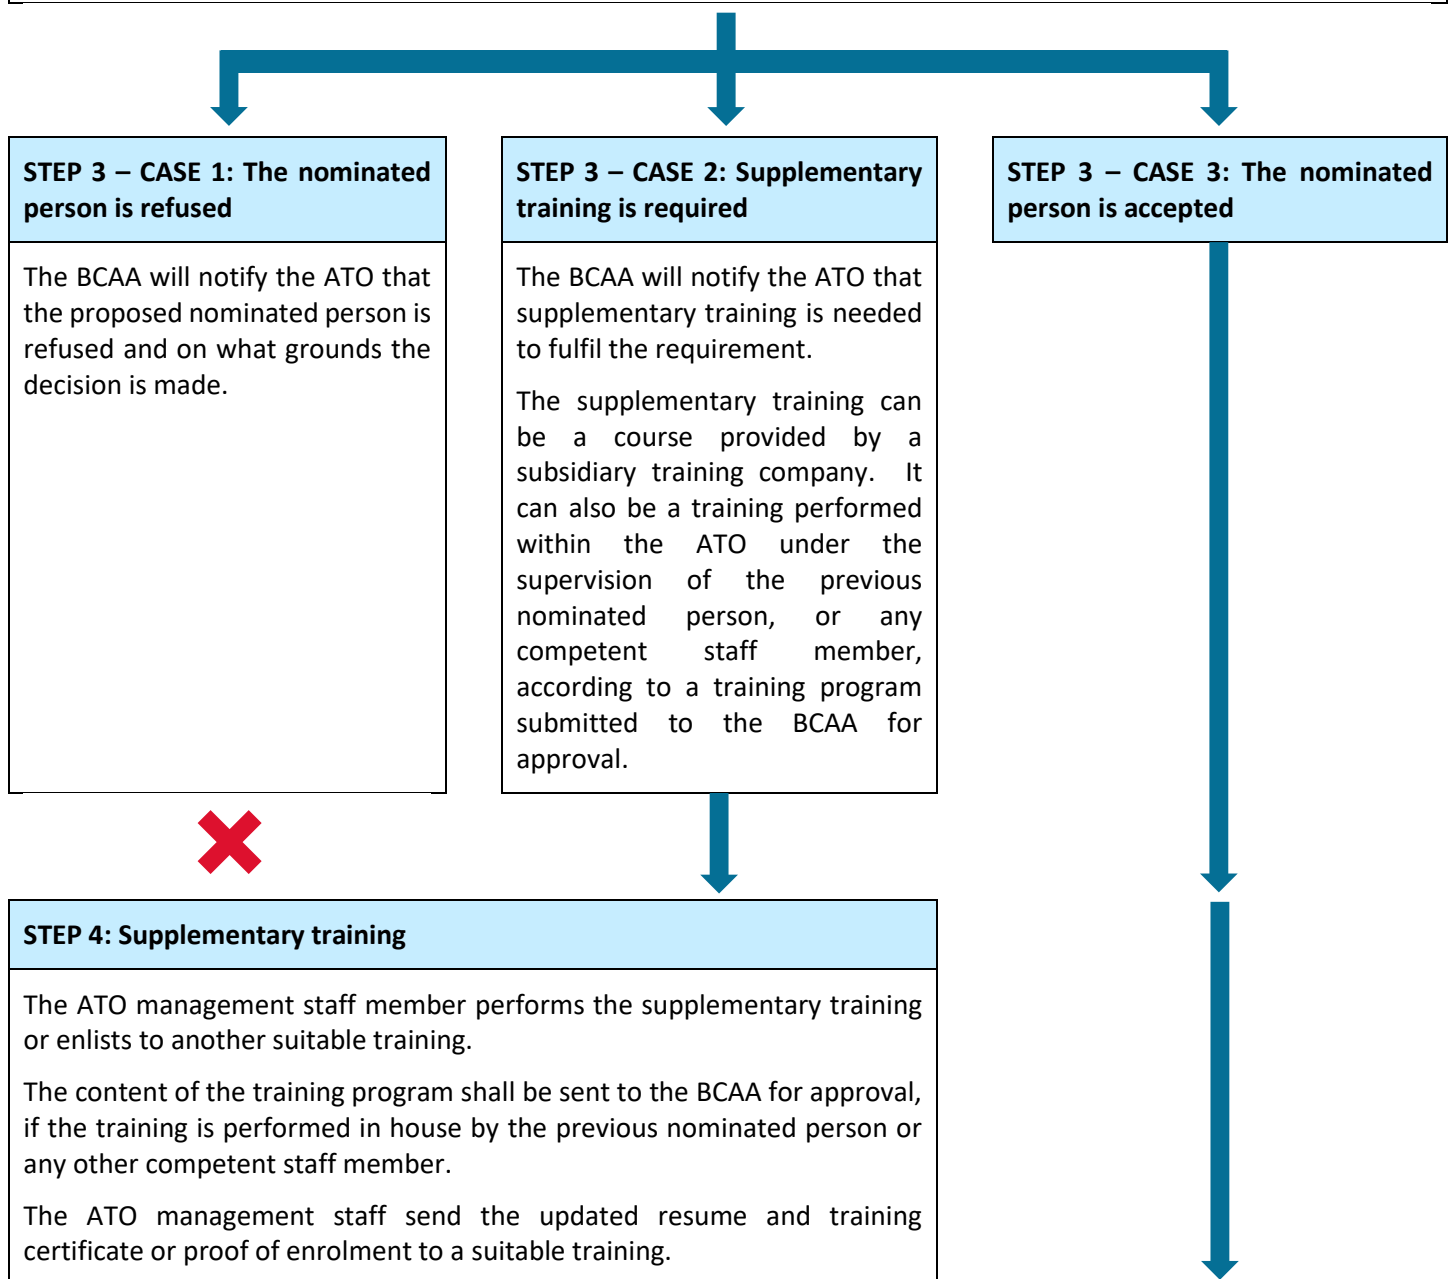 STEP 3 – CASE 1: The nominated
person is refused
The BCAA will notify the ATO that
the proposed nominated person is
refused and on what grounds the
decision is made.
STEP 3 – CASE 2: Supplementary
training is required
The BCAA will notify the ATO that
supplementary training is needed
to fulfil the requirement.
The supplementary training can
be a course provided by a
subsidiary training company. It
can also be a training performed
within the ATO under the
supervision of the previous
nominated person, or any
competent staff member,
according to a training program
submitted to the BCAA for
approval.
STEP 3 – CASE 3: The nominated
person is accepted
STEP 4: Supplementary training
The ATO management staff member performs the supplementary training
or enlists to another suitable training.
The content of the training program shall be sent to the BCAA for approval,
if the training is performed in house by the previous nominated person or
any other competent staff member.
The ATO management staff send the updated resume and training
certificate or proof of enrolment to a suitable training.